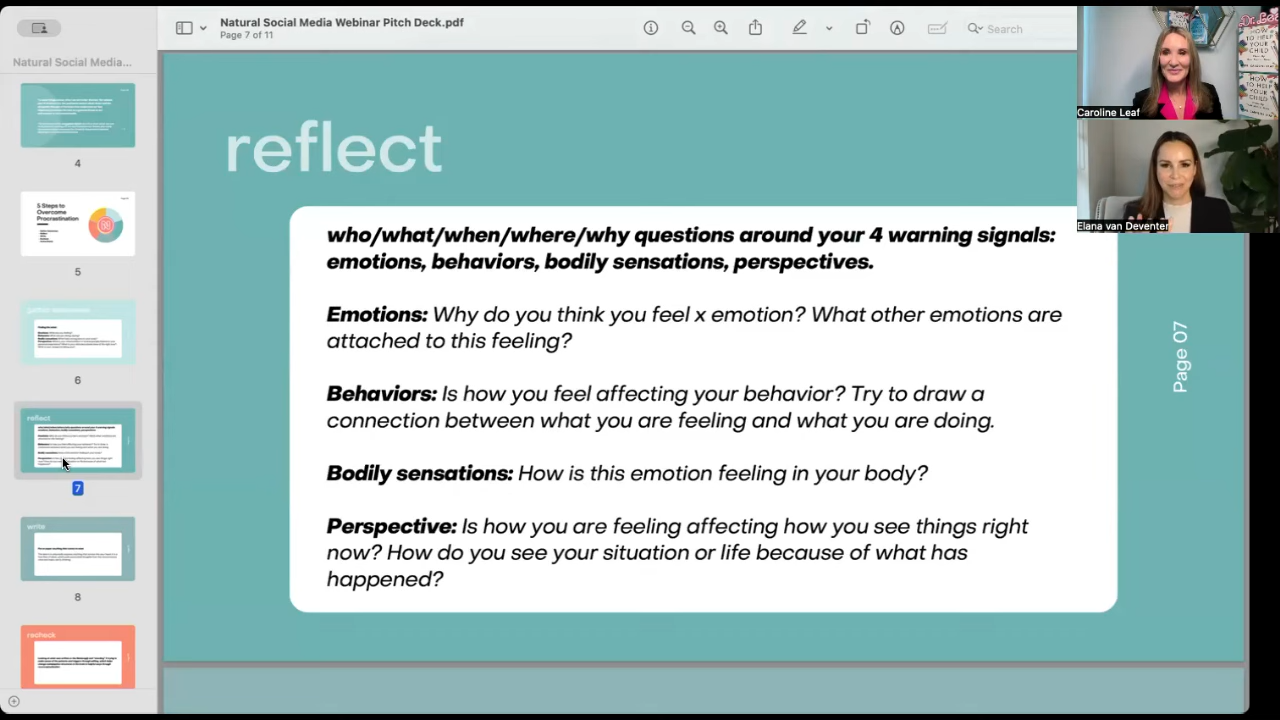 Natural Social Media Webinar Pitch Deck.pdf
Page 7 of 11
Search
Natural Social Media...
4
5 Steps to
Overcome
Procrastination
5
6
reflect
7
write
8
recheck
reflect
who/what/when/where/why questions around your 4 warning signals:
emotions, behaviors, bodily sensations, perspectives.
Emotions: Why do you think you feel x emotion? What other emotions are
attached to this feeling?
Behaviors: Is how you feel affecting your behavior? Try to draw a
connection between what you are feeling and what you are doing.
Bodily sensations: How is this emotion feeling in your body?
Perspective: Is how you are feeling affecting how you see things right
now? How do you see your situation or life because of what has
happened?
Page 07
HOW
TO HELP
YOUR
CHILD
Caroline Leaf
Elana van Deventer